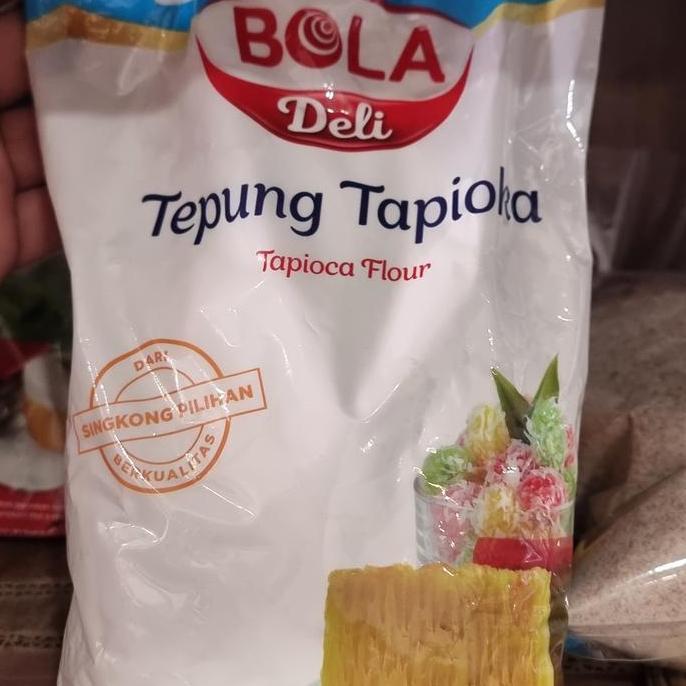 BOLA
Deli
Tepung Tapioka
Tapioca Flour
DARI
SINGKONG PILIHAN
BERKUALITAS